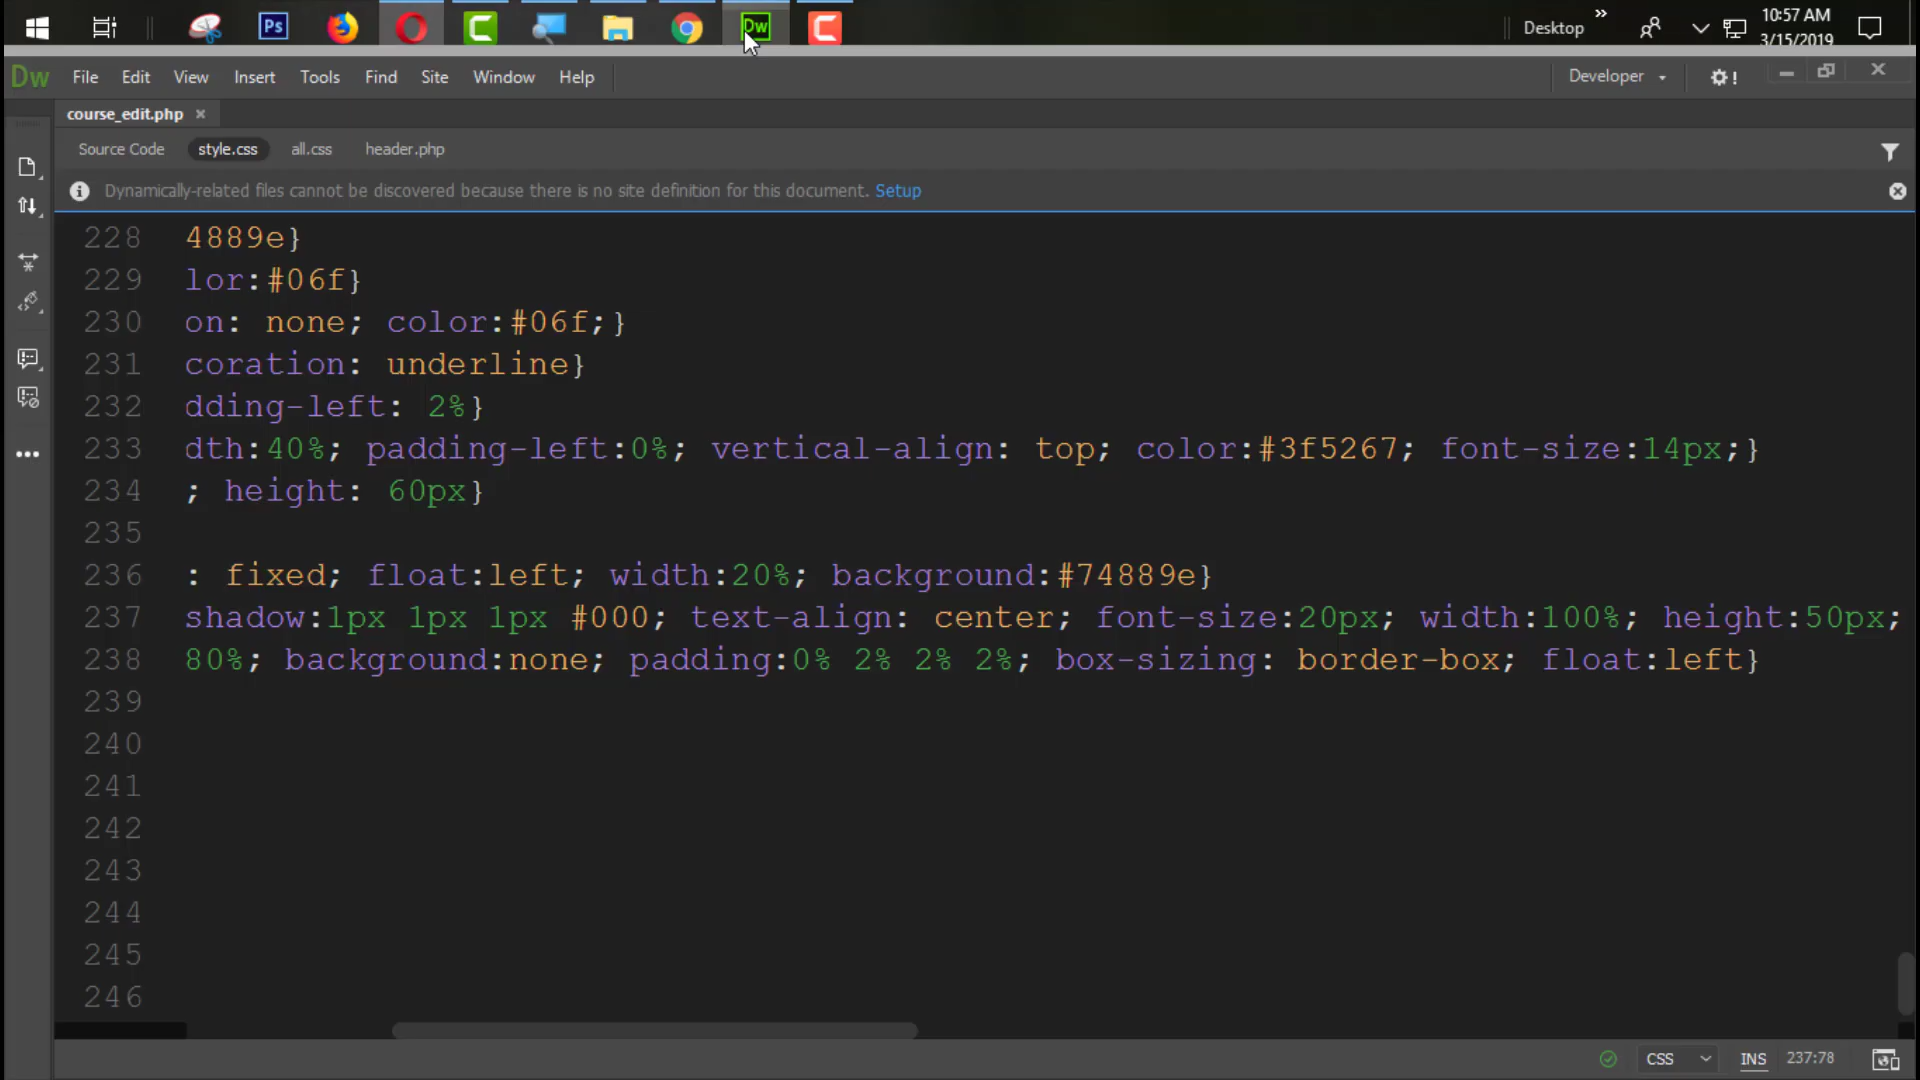 Ps
Dw
Desktop
»
10:57 AM
3/15/2019
Dw File Edit View Insert Tools Find Site Window Help Developer
course_edit.php
Source Code style.css all.css header.php
Dynamically-related files cannot be discovered because there is no site definition for this document. Setup
228 4889e}
229 lor:#06f}
230 on: none; color:#06f;}
231 coration: underline}
232 dding-left: 2%}
233 dth:40%; padding-left:0%; vertical-align: top; color:#3f5267; font-size:14px;}
234 ; height: 60px}
235
236 : fixed; float:left; width:20%; background:#74889e}
237 shadow:1px 1px 1px #000; text-align: center; font-size:20px; width:100%; height:50px;
238 80%; background:none; padding:0% 2% 2% 2%; box-sizing: border-box; float:left}
239
240
241
242
243
244
245
246
CSS INS 237:78